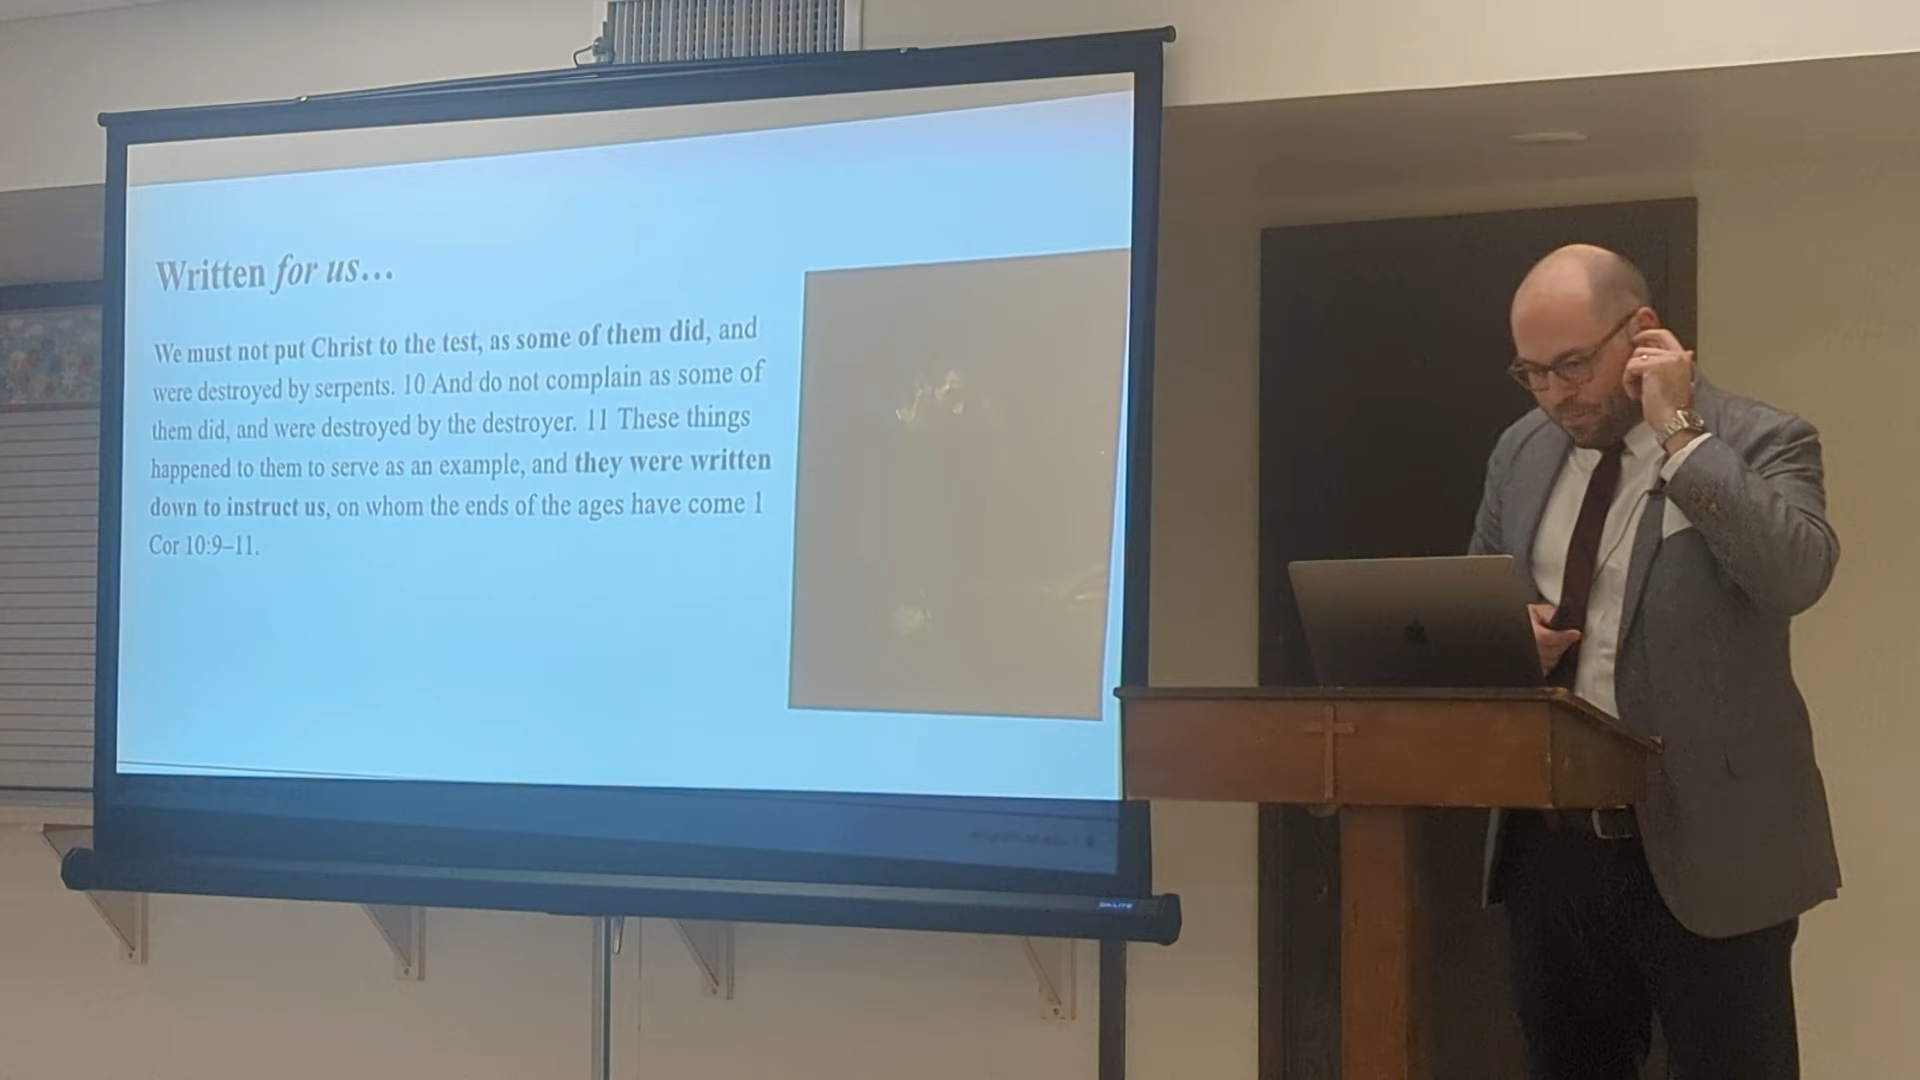 Written for us...
We must not put Christ to the test, as some of them did, and
were destroyed by serpents. 10 And do not complain as some of
them did, and were destroyed by the destroyer. 11 These things
happened to them to serve as an example, and they were written
down to instruct us, on whom the ends of the ages have come 1
Cor 10:9–11.
DA-LITE